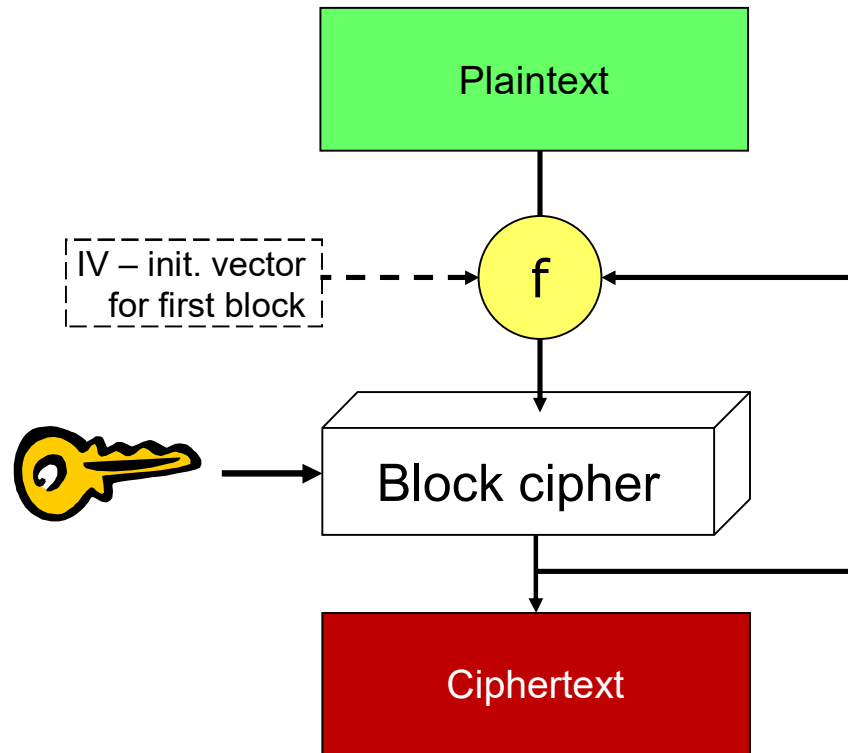 Plaintext
IV – init. vector
for first block
f
Block cipher
Ciphertext